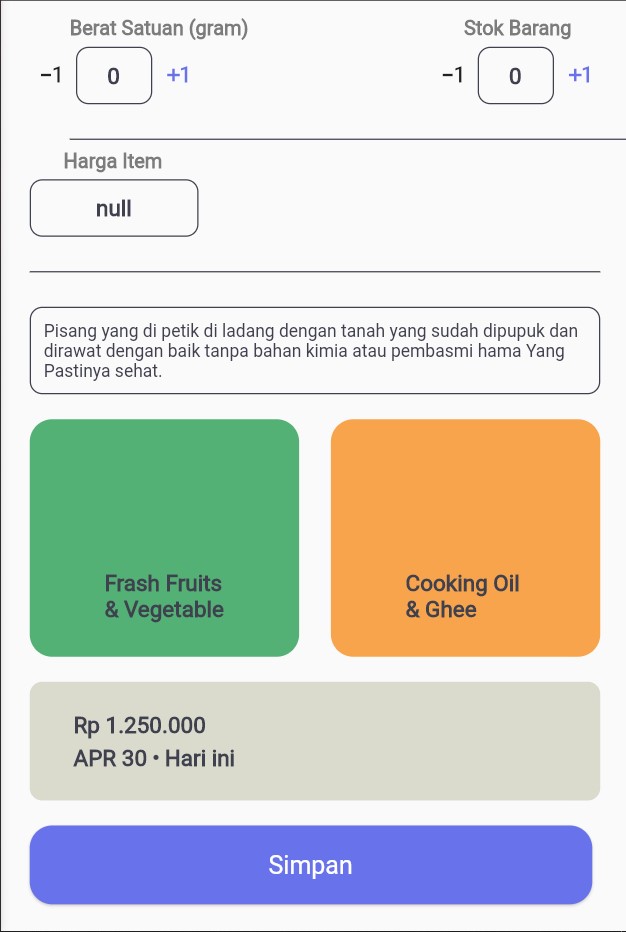 Berat Satuan (gram) Stok Barang
−1 0 +1 −1 0 +1
Harga Item
null
Pisang yang di petik di ladang dengan tanah yang sudah dipupuk dan
dirawat dengan baik tanpa bahan kimia atau pembasmi hama Yang
Pastinya sehat.
Frash Fruits
& Vegetable
Cooking Oil
& Ghee
Rp 1.250.000
APR 30 • Hari ini
Simpan